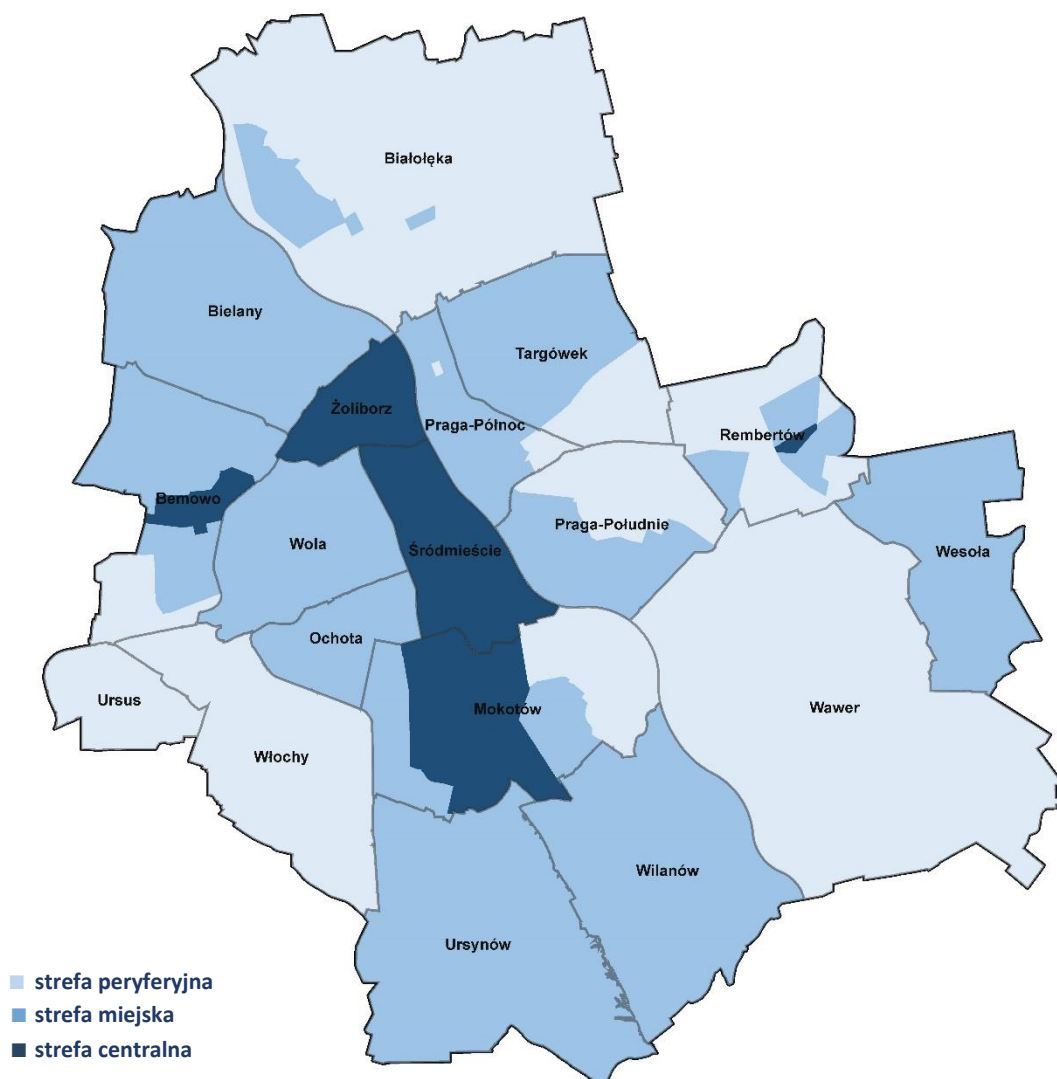 Białołęka
Bielany
Targówek
Żoliborz
Praga-Północ
Rembertów
Bemowo
Praga-Południe
Wola
Śródmieście
Wesoła
Ochota
Ursus
Mokotów
Wawer
Włochy
Wilanów
Ursynów
strefa peryferyjna
strefa miejska
strefa centralna